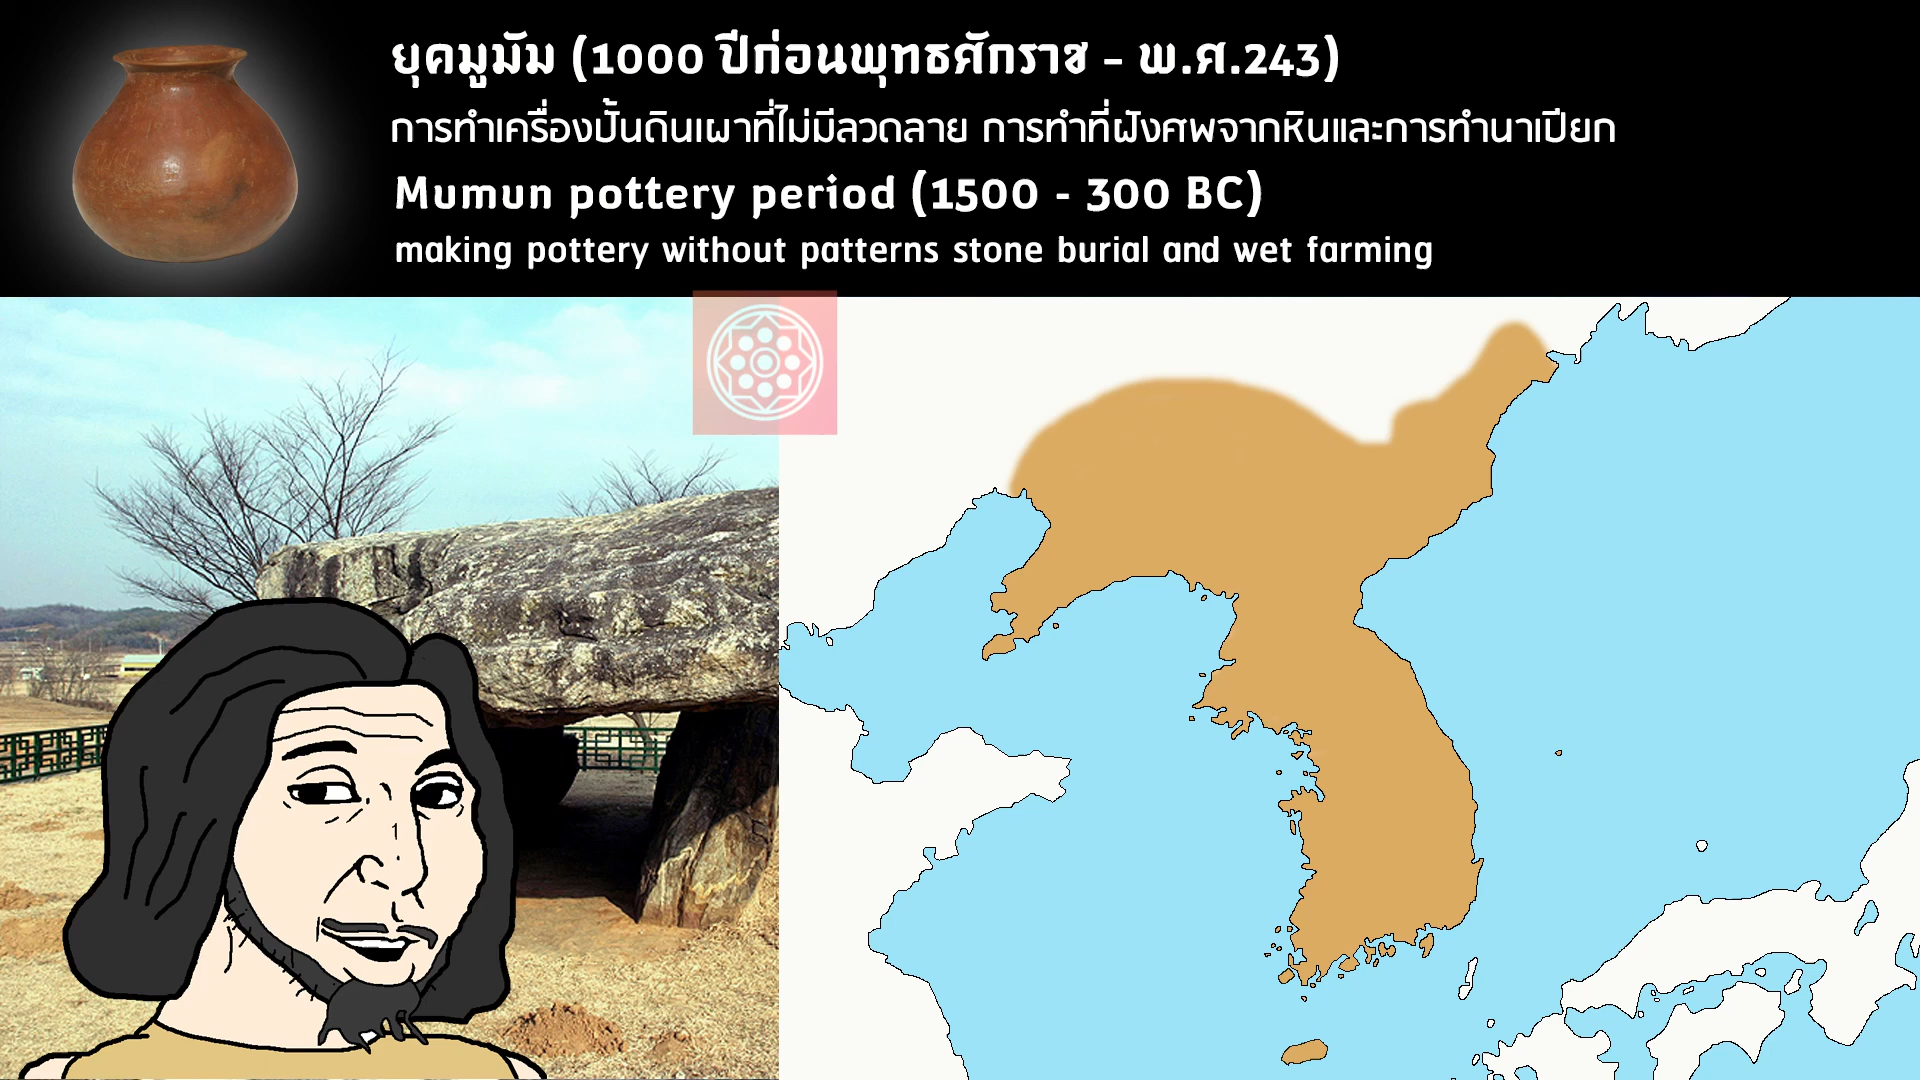 ยุคมูมัม (1000 ปีก่อนพุทธศักราช - พ.ศ.243)
การทำเครื่องปั้นดินเผาที่ไม่มีลวดลาย การทำที่ฝังศพจากหินและการทำนาเปียก
Mumun pottery period (1500 - 300 BC)
making pottery without patterns stone burial and wet farming